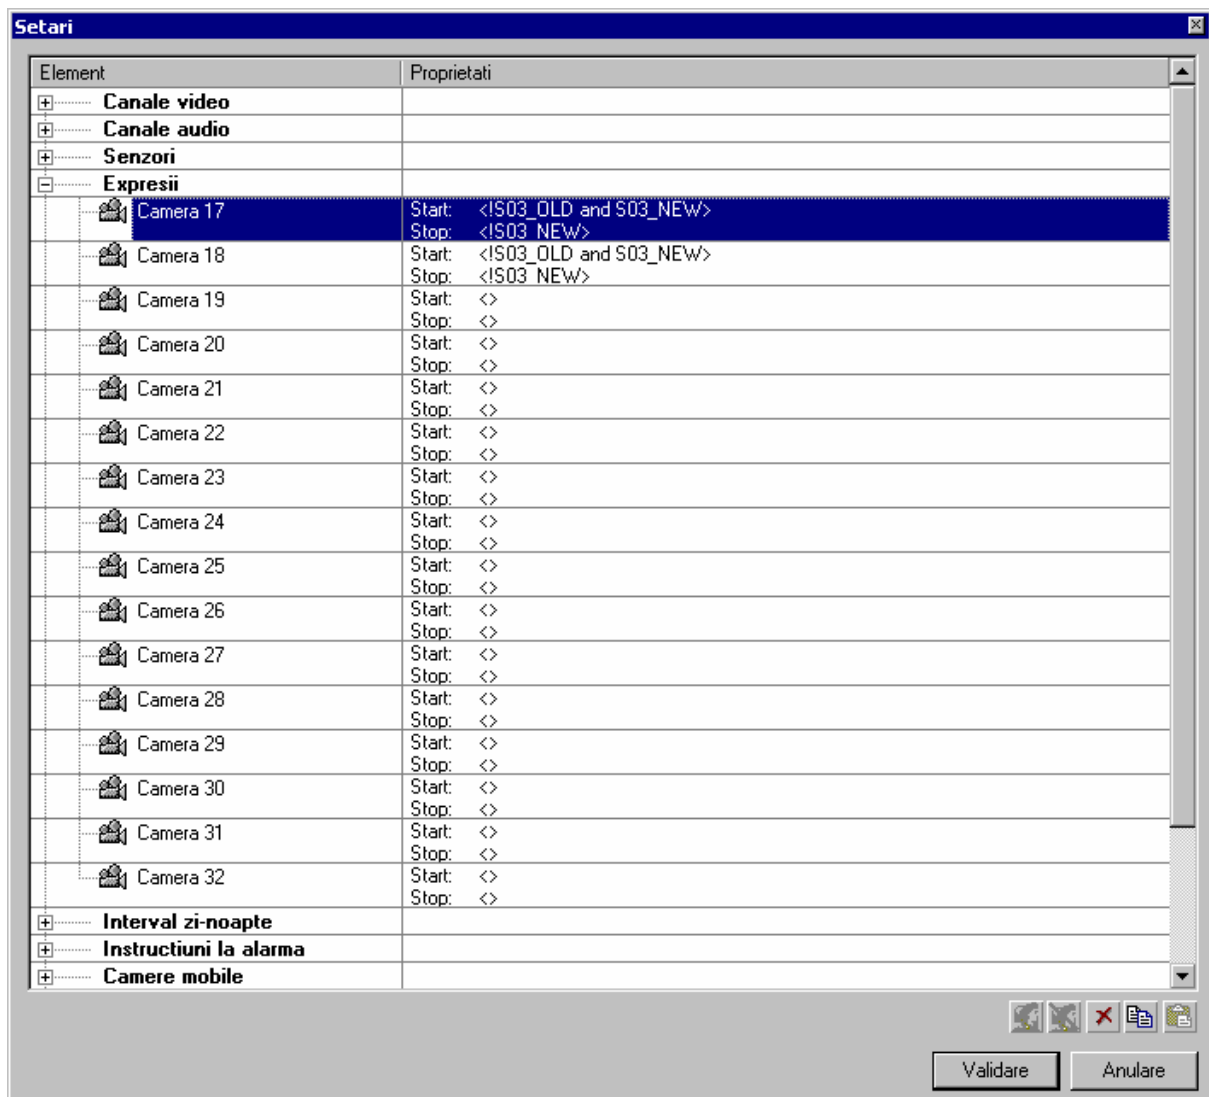 Setari
Element Proprietati
Canale video
Canale audio
Senzori
Expresii
Camera 17 Start: <!S03_OLD and S03_NEW>
Stop: <!S03_NEW>
Camera 18 Start: <!S03_OLD and S03_NEW>
Stop: <!S03_NEW>
Camera 19 Start: <>
Stop: <>
Camera 20 Start: <>
Stop: <>
Camera 21 Start: <>
Stop: <>
Camera 22 Start: <>
Stop: <>
Camera 23 Start: <>
Stop: <>
Camera 24 Start: <>
Stop: <>
Camera 25 Start: <>
Stop: <>
Camera 26 Start: <>
Stop: <>
Camera 27 Start: <>
Stop: <>
Camera 28 Start: <>
Stop: <>
Camera 29 Start: <>
Stop: <>
Camera 30 Start: <>
Stop: <>
Camera 31 Start: <>
Stop: <>
Camera 32 Start: <>
Stop: <>
Interval zi-noapte
Instructiuni la alarma
Camere mobile
Validare Anulare